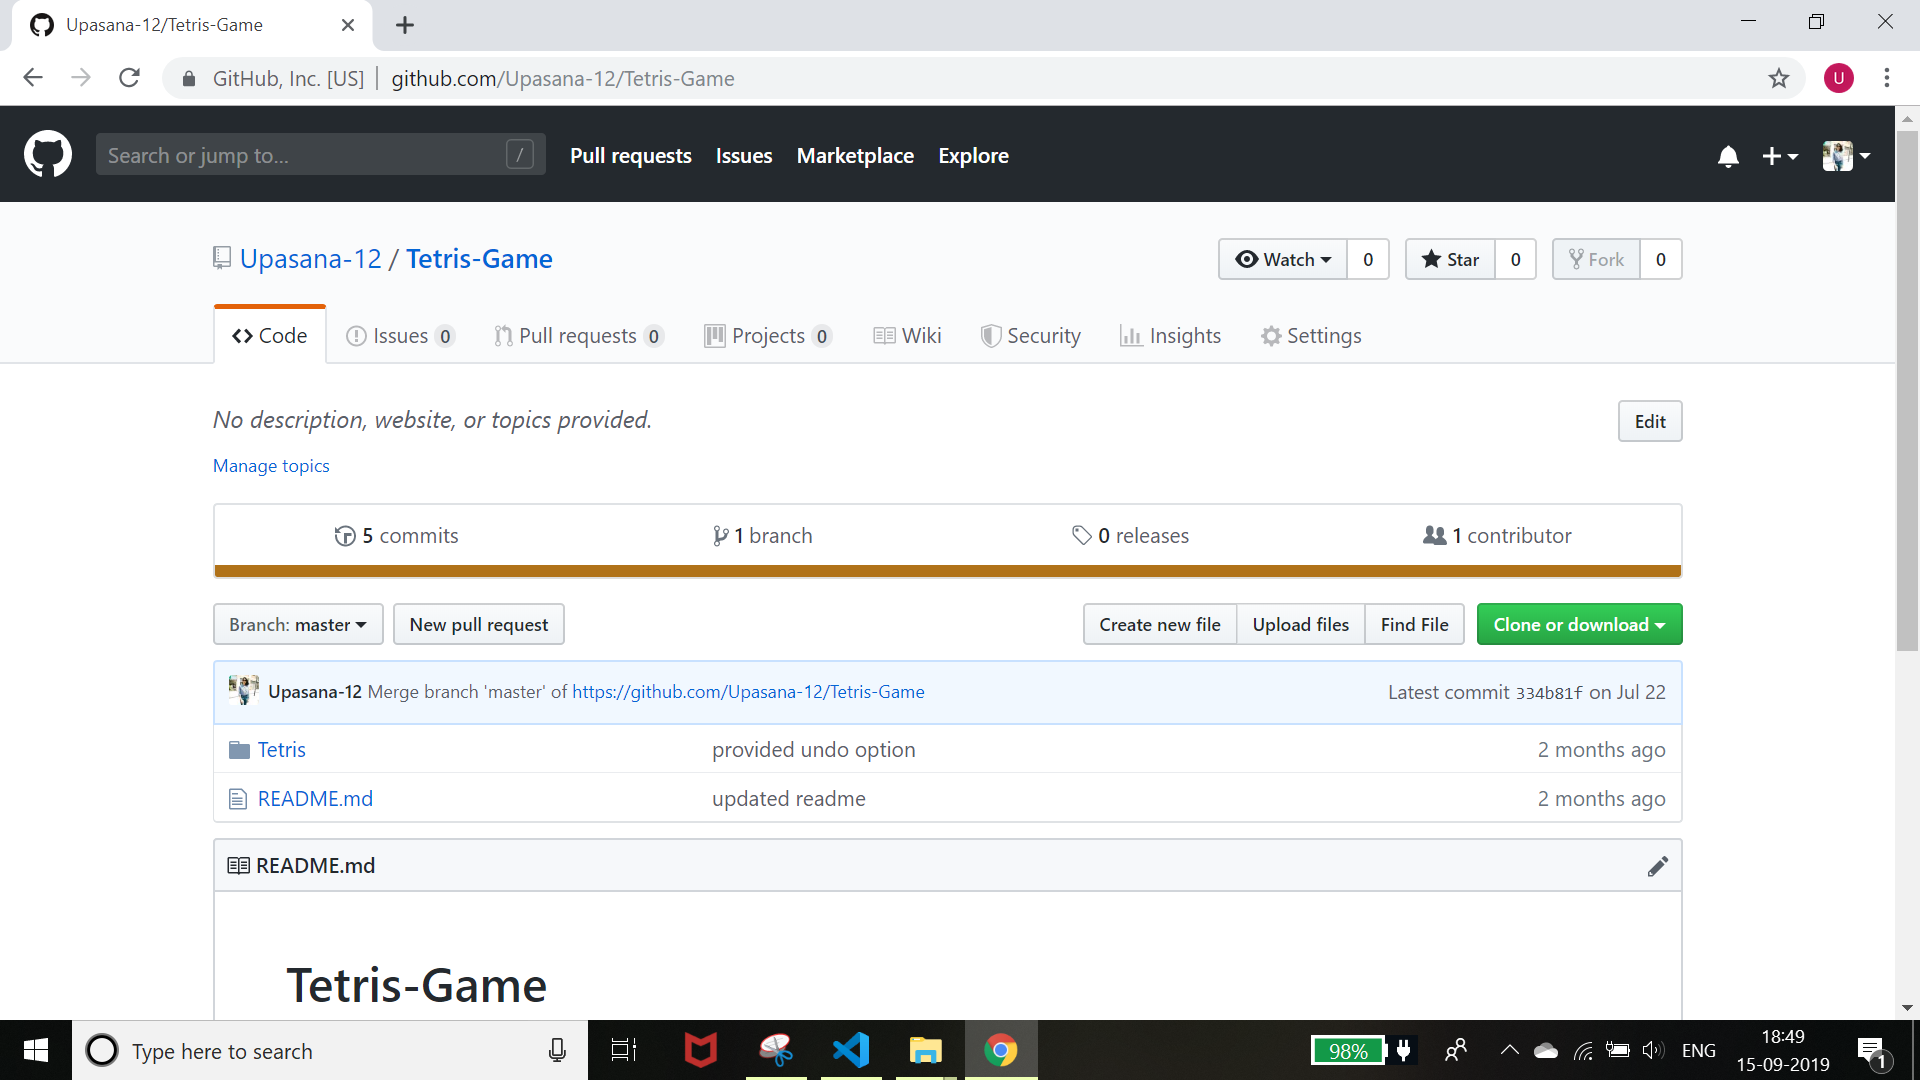 Upasana-12/Tetris-Game
GitHub, Inc. [US] | github.com/Upasana-12/Tetris-Game
U
Search or jump to... /
Pull requests Issues Marketplace Explore
Upasana-12 / Tetris-Game
Watch 0 Star 0 Fork 0
Code Issues 0 Pull requests 0 Projects 0 Wiki Security Insights Settings
No description, website, or topics provided.
Edit
Manage topics
5 commits 1 branch 0 releases 1 contributor
Branch: master New pull request Create new file Upload files Find File Clone or download
Upasana-12 Merge branch 'master' of https://github.com/Upasana-12/Tetris-Game Latest commit 334b81f on Jul 22
Tetris provided undo option 2 months ago
README.md updated readme 2 months ago
README.md
Tetris-Game
Type here to search
98%
ENG
18:49
15-09-2019
1